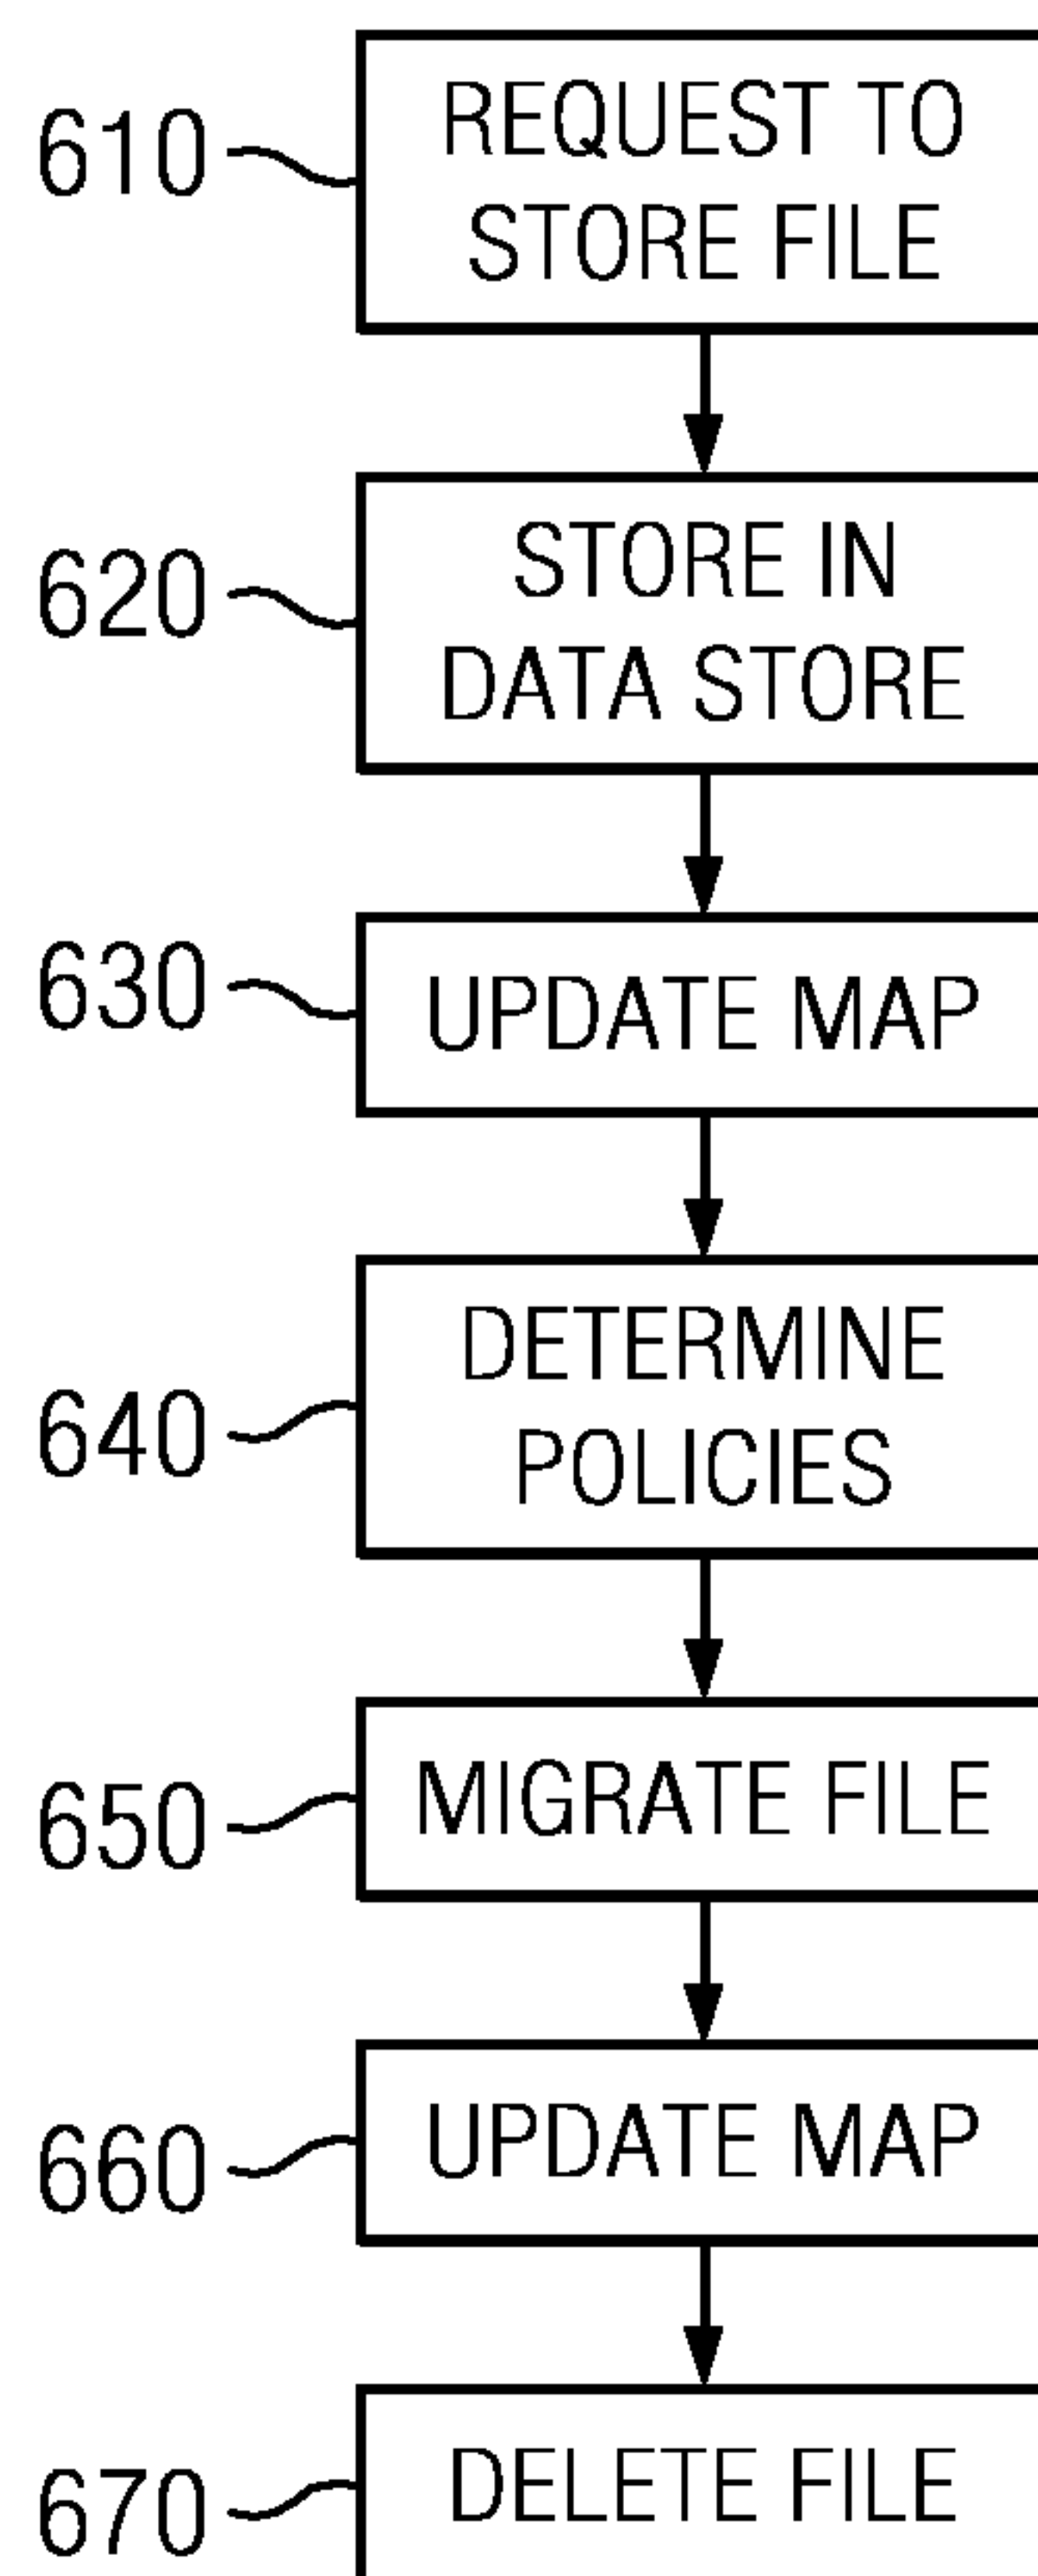 610
REQUEST TO
STORE FILE
620
STORE IN
DATA STORE
630
UPDATE MAP
640
DETERMINE
POLICIES
650
MIGRATE FILE
660
UPDATE MAP
670
DELETE FILE